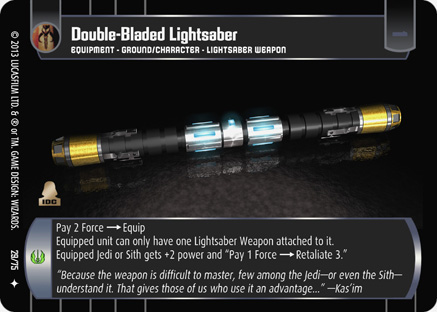 Double-Bladed Lightsaber
EQUIPMENT - GROUND/CHARACTER - LIGHTSABER WEAPON
© 2013 LUCASFILM LTD. & ® or TM. GAME DESIGN: WIZARDS.
IDC
Pay 2 Force → Equip
Equipped unit can only have one Lightsaber Weapon attached to it.
Equipped Jedi or Sith gets +2 power and “Pay 1 Force → Retaliate 3.”
“Because the weapon is difficult to master, few among the Jedi—or even the Sith—
understand it. That gives those of us who use it an advantage...” —Kas’im